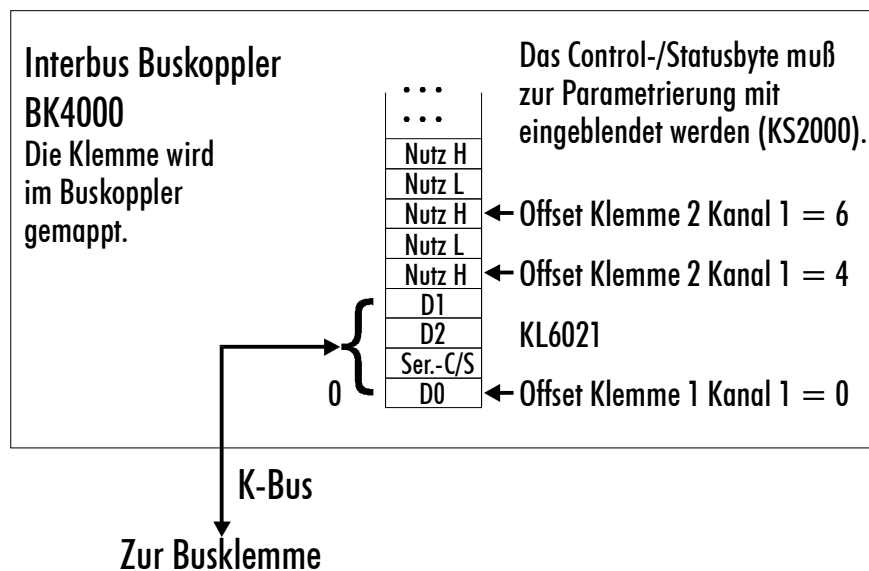 Interbus Buskoppler
BK4000
Die Klemme wird
im Buskoppler
gemappt.
Das Control-/Statusbyte muß
zur Parametrierung mit
eingeblendet werden (KS2000).
...
...
Nutz H
Nutz L
Nutz H
Offset Klemme 2 Kanal 1 = 6
Nutz L
Nutz H
Offset Klemme 2 Kanal 1 = 4
D1
D2
KL6021
Ser.-C/S
0
D0
Offset Klemme 1 Kanal 1 = 0
K-Bus
Zur Busklemme